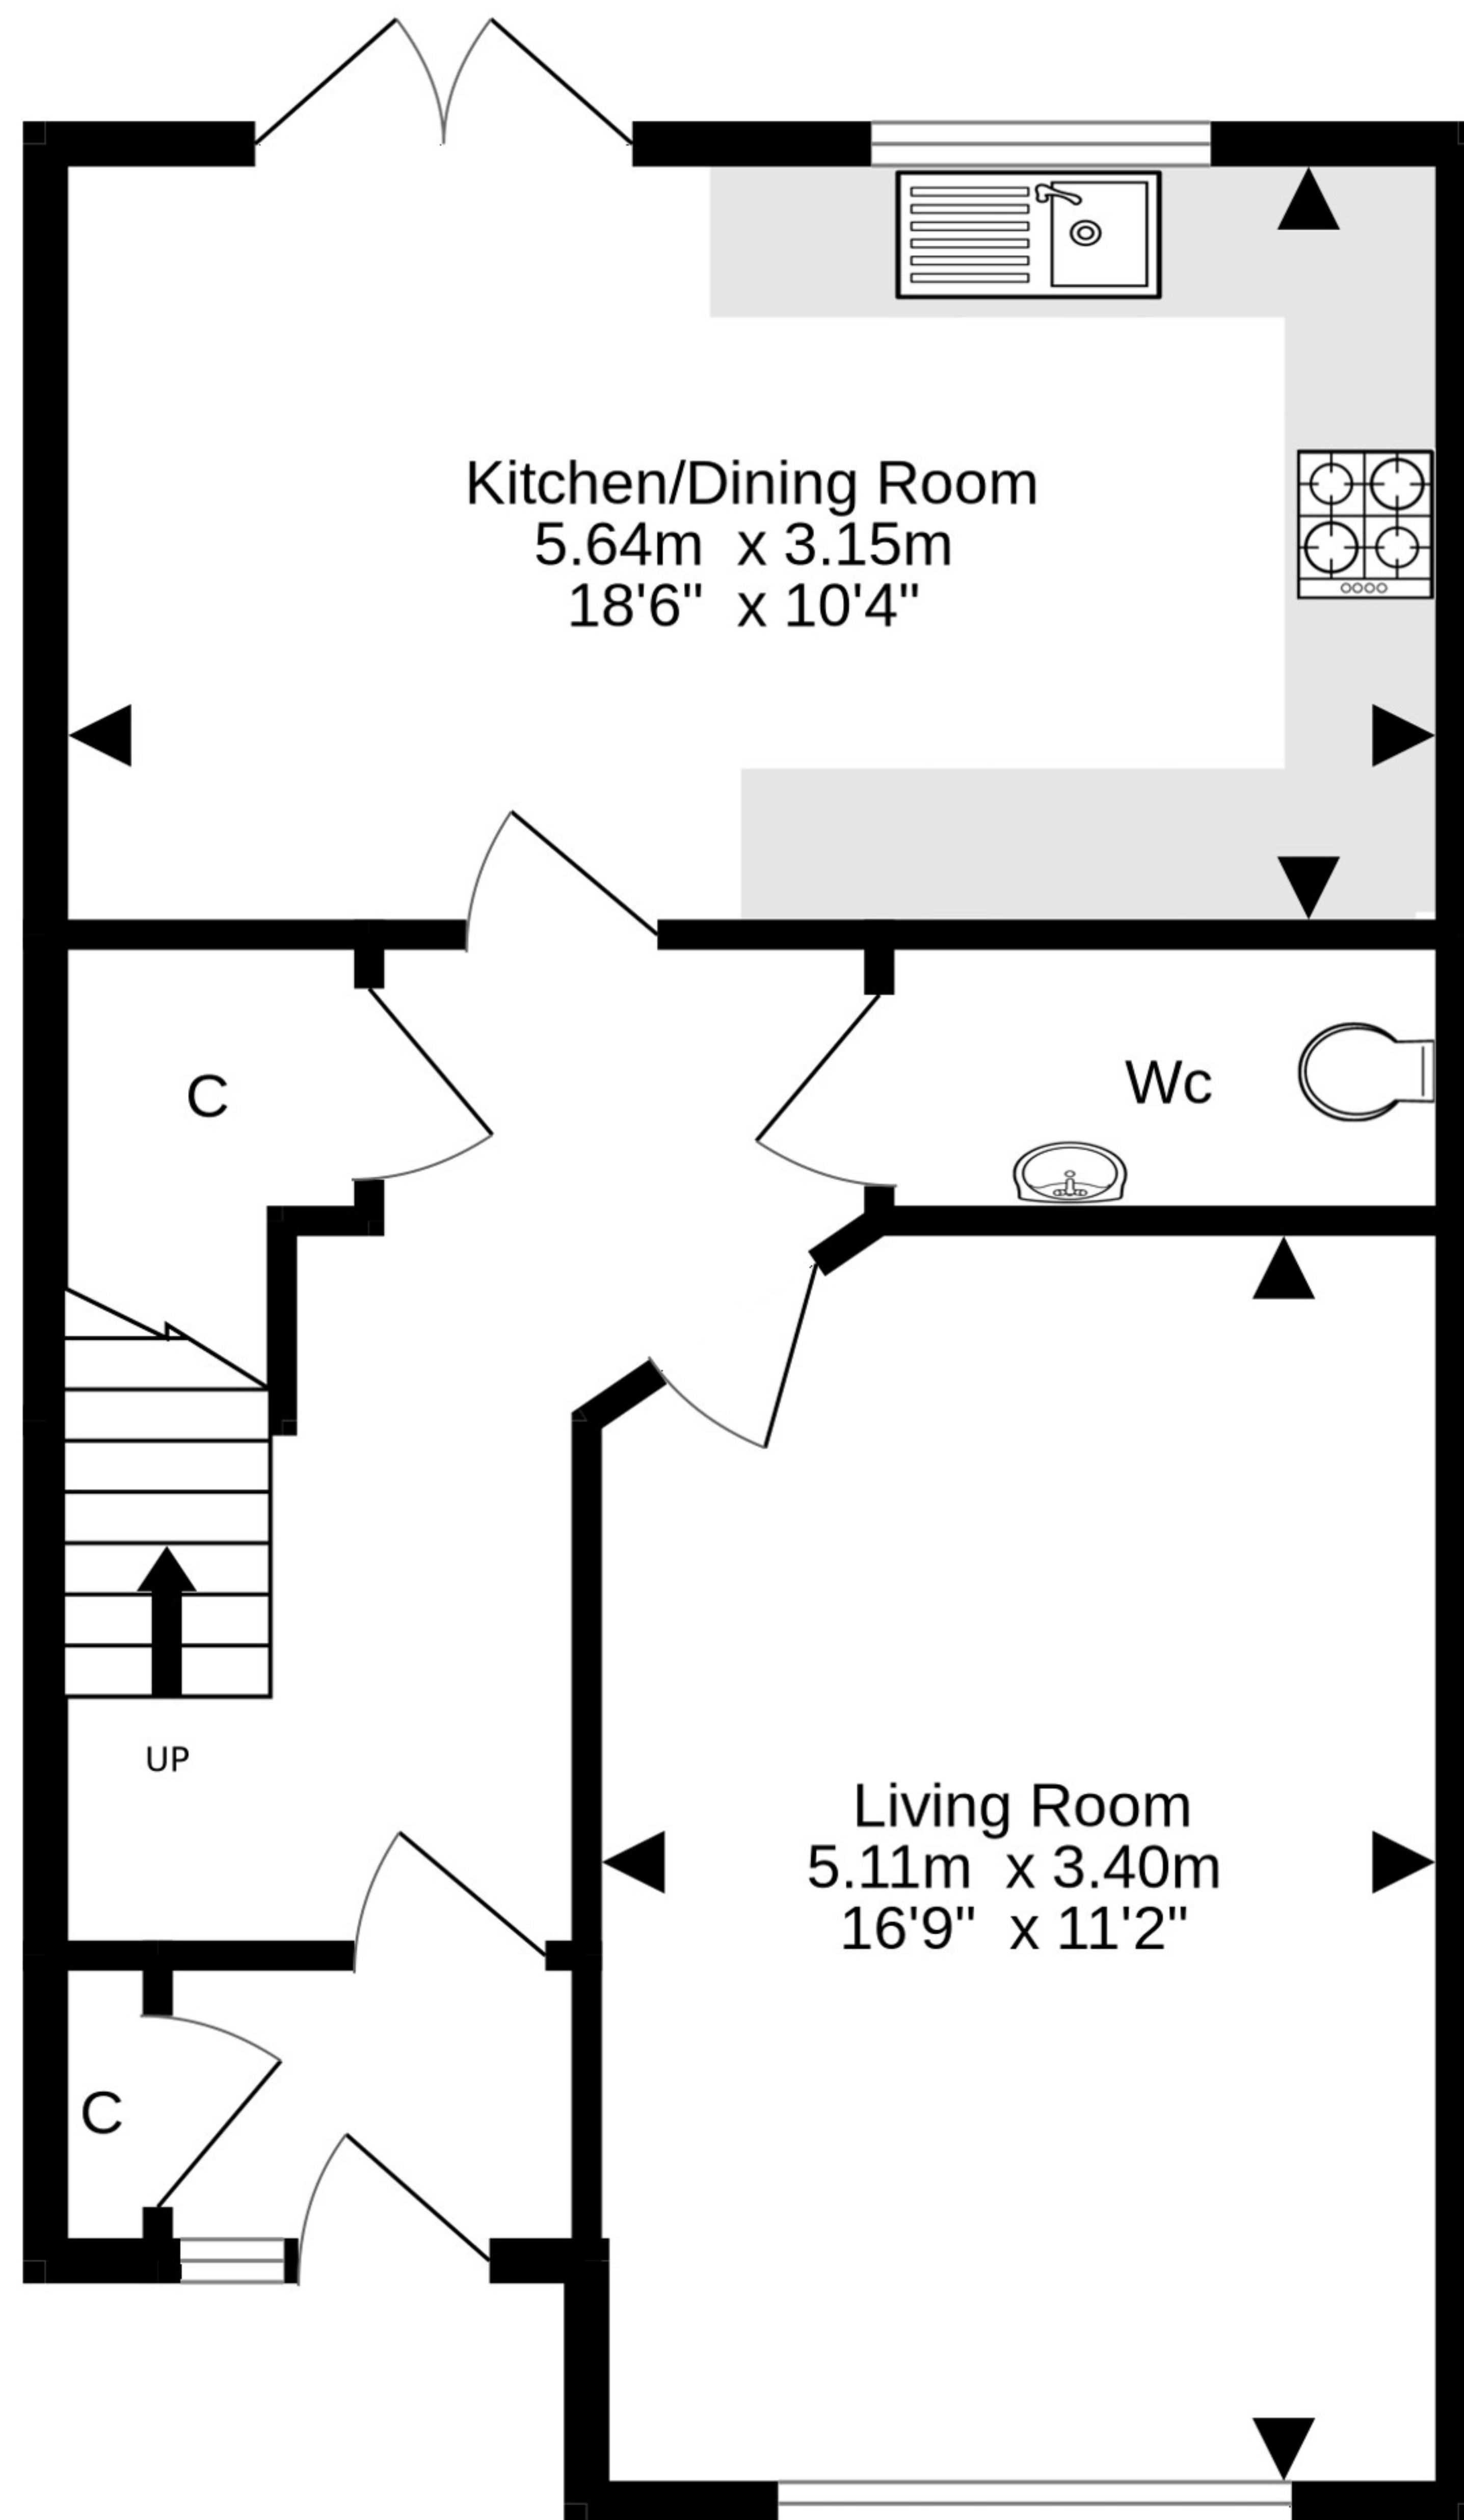 Kitchen/Dining Room
5.64m x 3.15m
18'6" x 10'4"
C
Wc
UP
Living Room
5.11m x 3.40m
16'9" x 11'2"
C